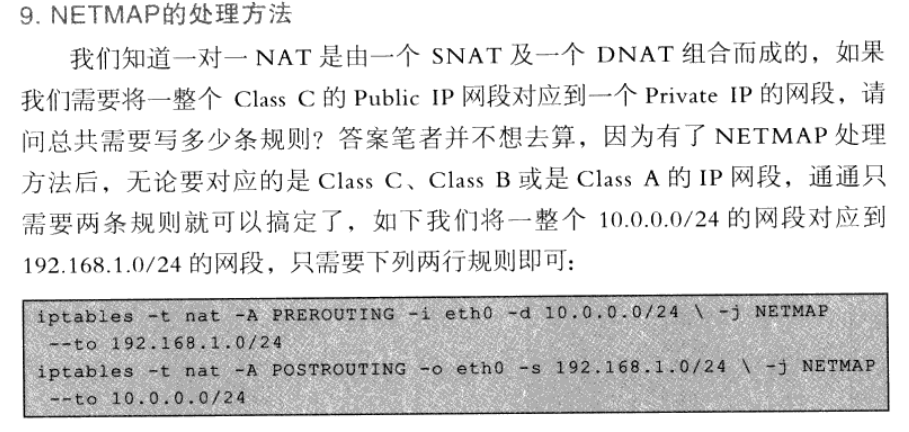 9. NETMAP的处理方法
我们知道一对一 NAT 是由一个 SNAT 及一个 DNAT 组合而成的，如果
我们需要将一整个 Class C 的 Public IP 网段对应到一个 Private IP 的网段，请
问总共需要写多少条规则？答案笔者并不想去算，因为有了 NETMAP 处理
方法后，无论要对应的是 Class C、Class B 或是 Class A 的 IP 网段，通通只
需要两条规则就可以搞定了，如下我们将一整个 10.0.0.0/24 的网段对应到
192.168.1.0/24 的网段，只需要下列两行规则即可：
iptables -t nat -A PREROUTING -i eth0 -d 10.0.0.0/24 \ -j NETMAP
--to 192.168.1.0/24
iptables -t nat -A POSTROUTING -o eth0 -s 192.168.1.0/24 \ -j NETMAP
--to 10.0.0.0/24